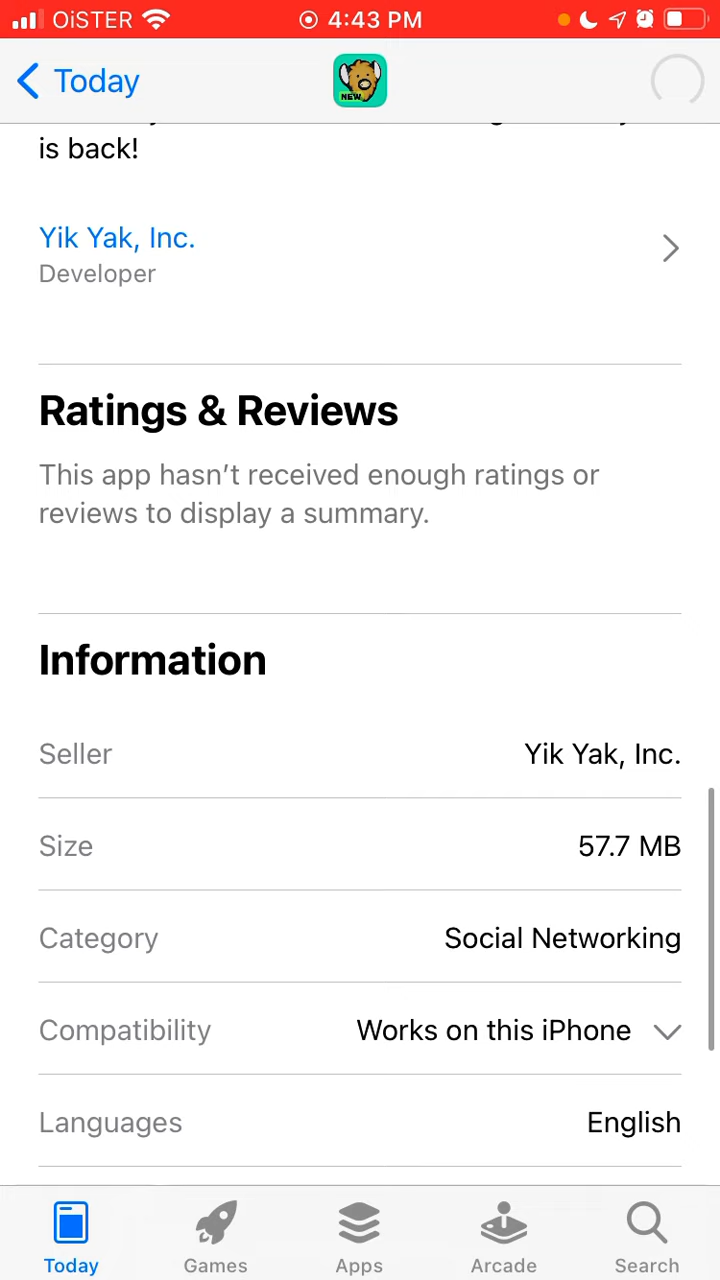 OiSTER 4:43 PM
Today
NEW
is back!
Yik Yak, Inc.
Developer
Ratings & Reviews
This app hasn’t received enough ratings or
reviews to display a summary.
Information
Seller Yik Yak, Inc.
Size 57.7 MB
Category Social Networking
Compatibility Works on this iPhone
Languages English
Today Games Apps Arcade Search